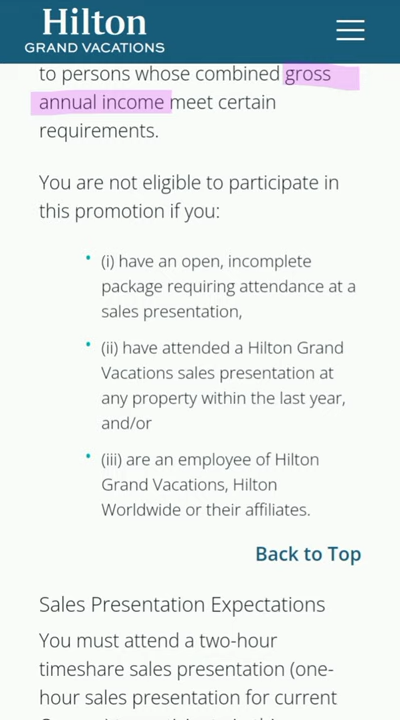 Hilton
GRAND VACATIONS
to persons whose combined gross
annual income meet certain
requirements.
You are not eligible to participate in
this promotion if you:
• (i) have an open, incomplete
package requiring attendance at a
sales presentation,
• (ii) have attended a Hilton Grand
Vacations sales presentation at
any property within the last year,
and/or
• (iii) are an employee of Hilton
Grand Vacations, Hilton
Worldwide or their affiliates.
Back to Top
Sales Presentation Expectations
You must attend a two-hour
timeshare sales presentation (one-
hour sales presentation for current